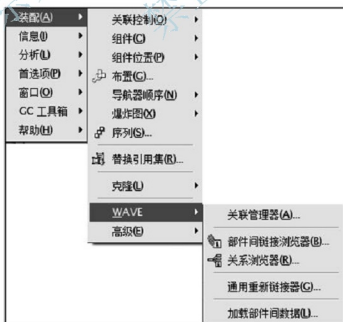 装配(A)
信息(I)
分析(L)
首选项(P)
窗口(O)
GC 工具箱
帮助(H)
关联控制(O)
组件(C)
组件位置(P)
布置(G)...
导航器顺序(N)
爆炸图(X)
序列(S)...
替换引用集(R)...
克隆(L)
WAVE
高级(E)
关联管理器(A)...
部件间链接浏览器(B)...
关系浏览器(R)...
通用重新链接器(G)...
加载部件间数据(L)...